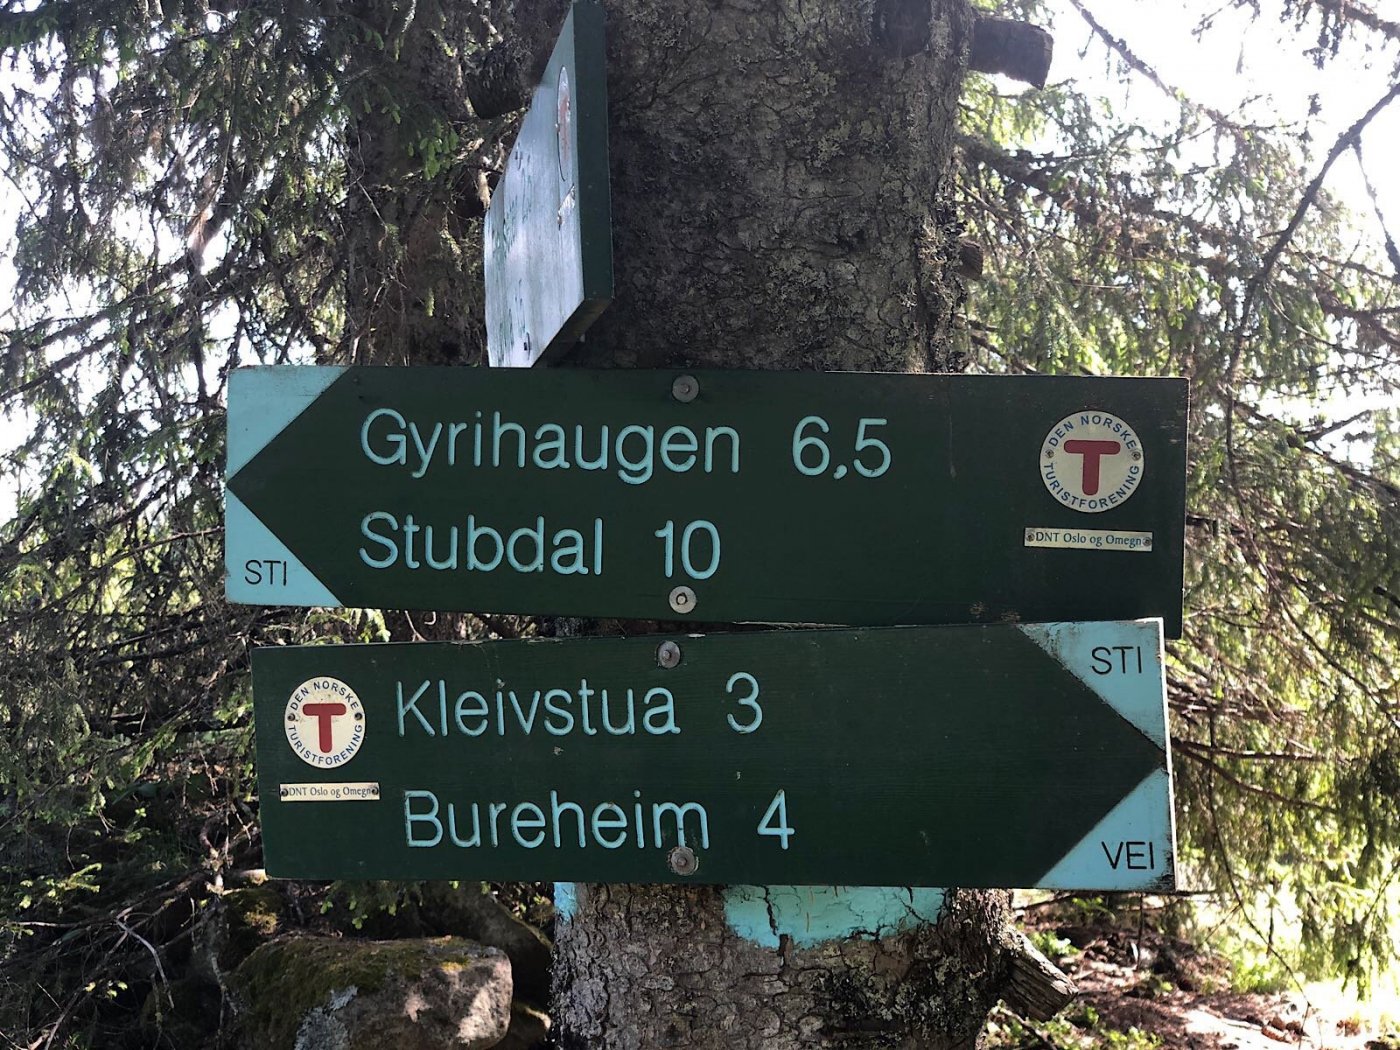 Gyrihaugen 6,5
Stubdal 10
STI
DEN NORSKE
TURISTFORENING
T
DNT Oslo og Omegn
STI
DEN NORSKE
TURISTFORENING
T
Kleivstua 3
DNT Oslo og Omegn
Bureheim 4
VEI